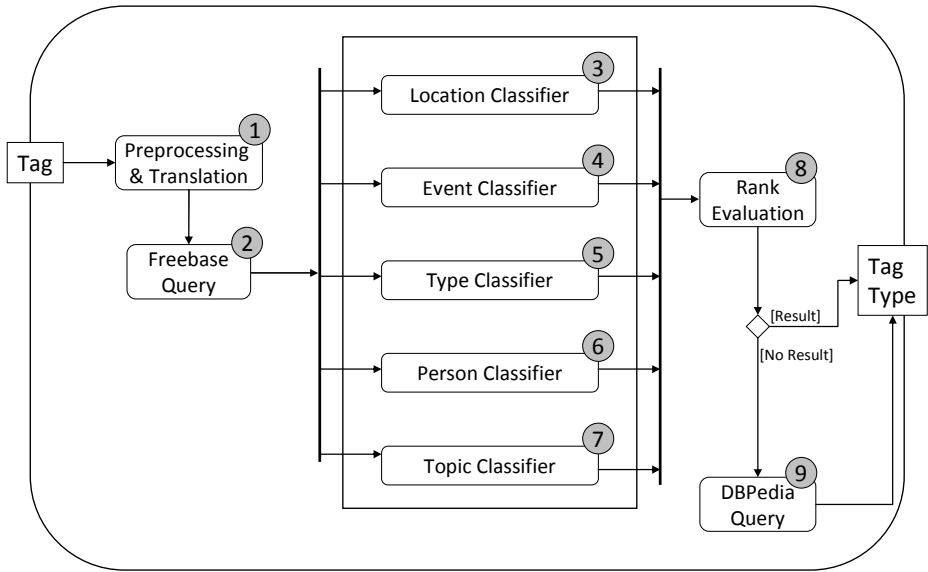 Tag
1
Preprocessing
& Translation
2
Freebase
Query
3
Location Classifier
4
Event Classifier
5
Type Classifier
6
Person Classifier
7
Topic Classifier
8
Rank
Evaluation
[Result]
[No Result]
9
DBPedia
Query
Tag
Type